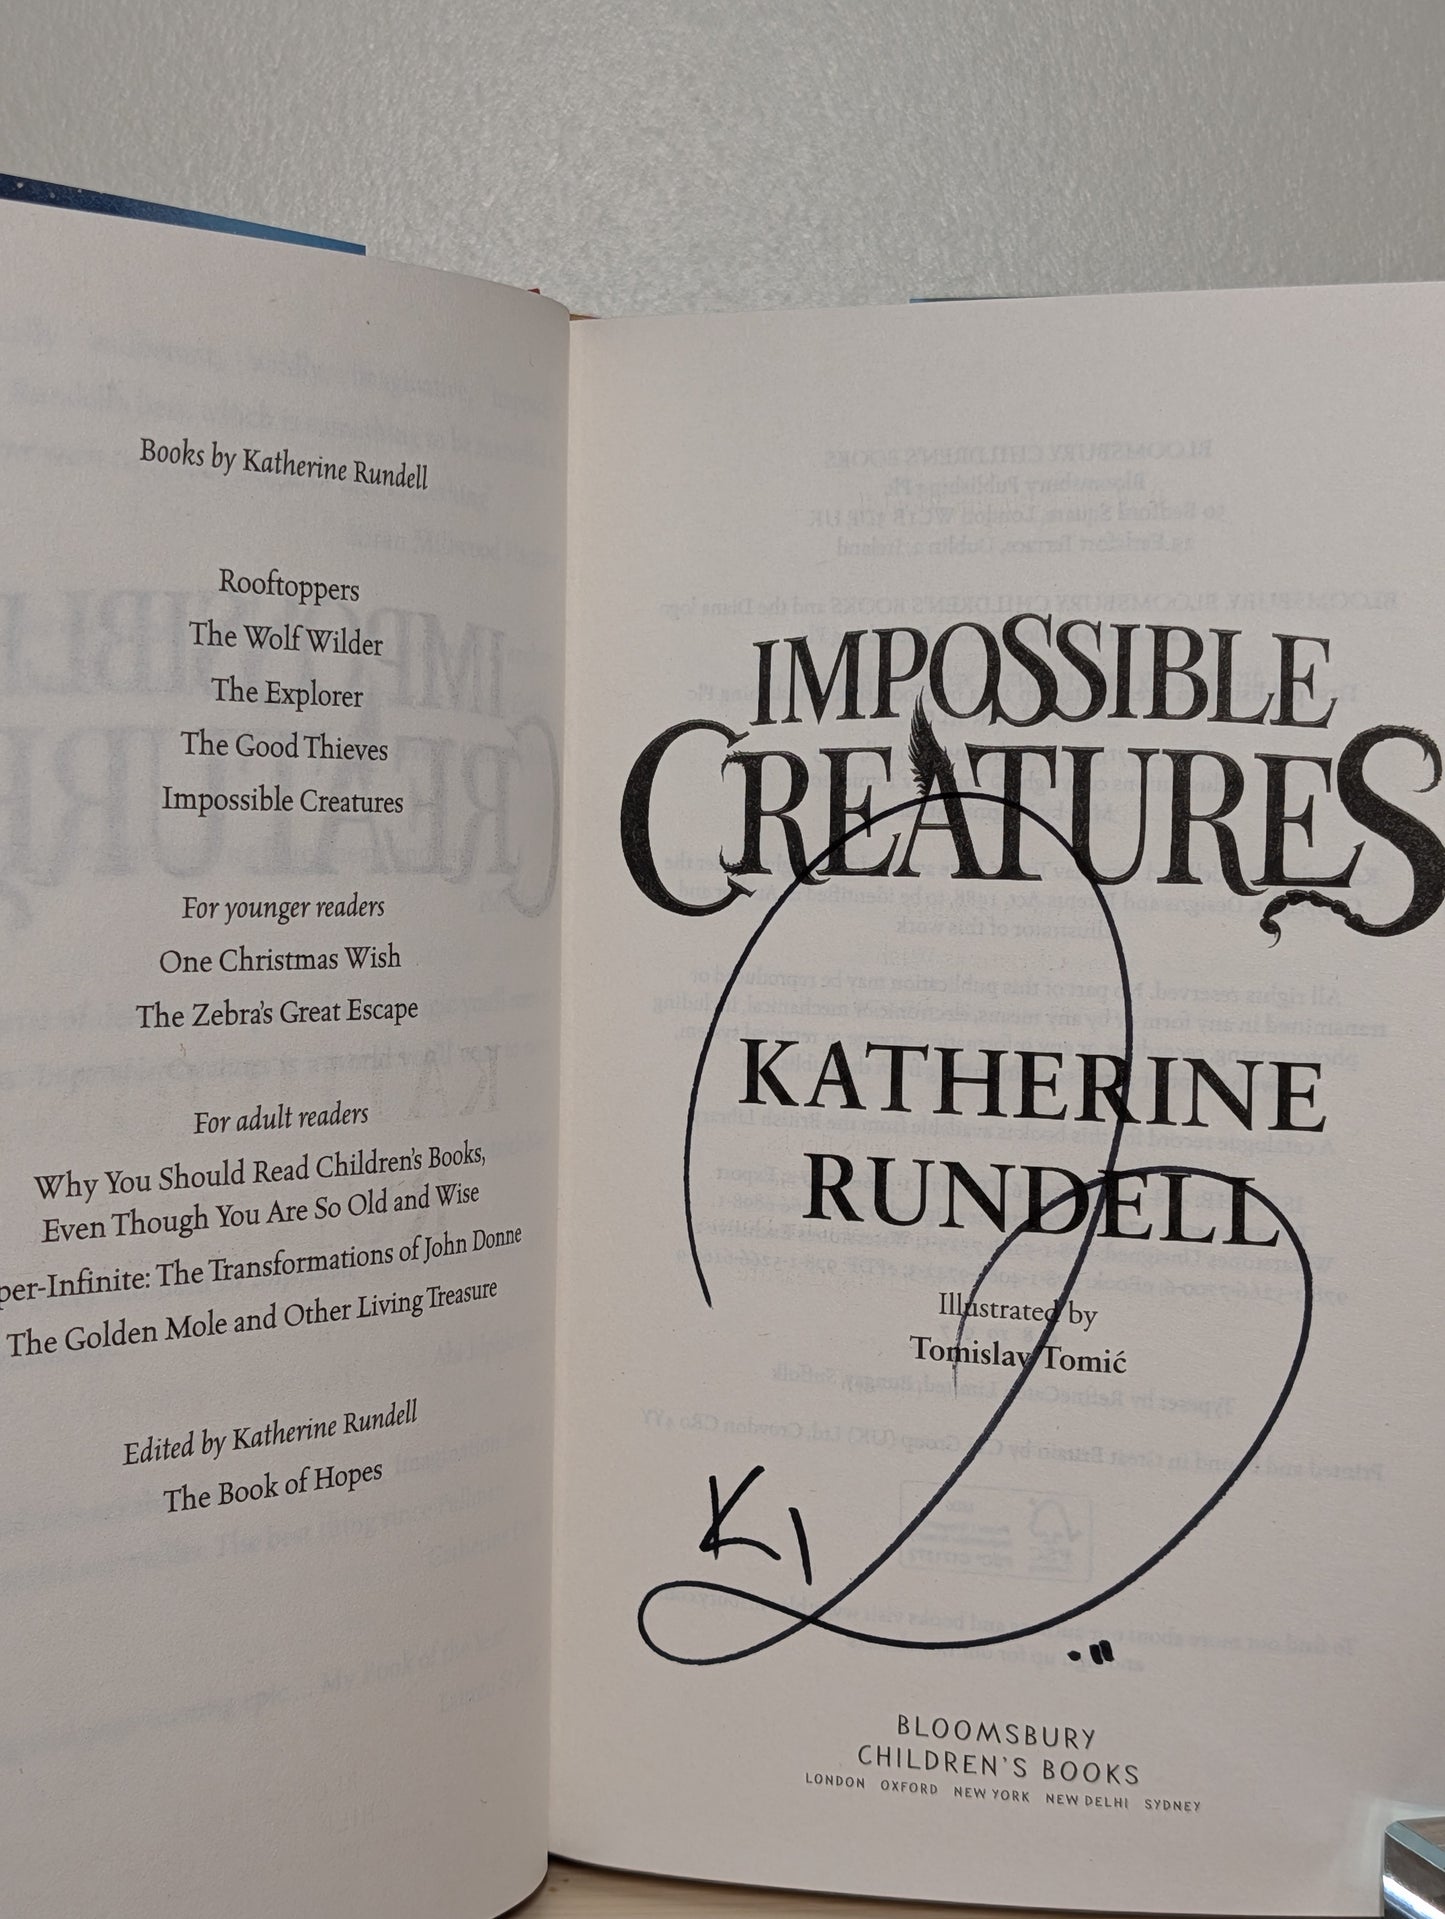 Books by Katherine Rundell
Rooftoppers
The Wolf Wilder
The Explorer
The Good Thieves
Impossible Creatures
For younger readers
One Christmas Wish
The Zebra's Great Escape
For adult readers
Why You Should Read Children's Books,
Even Though You Are So Old and Wise
per-Infinite: The Transformations of John Donne
The Golden Mole and Other Living Treasure
Edited by Katherine Rundell
The Book of Hopes
IMPOSSIBLE
CREATURES
KATHERINE
RUNDELL
Illustrated by
Tomislav Tomić
BLOOMSBURY
CHILDREN'S BOOKS
LONDON OXFORD NEW YORK NEW DELHI SYDNEY